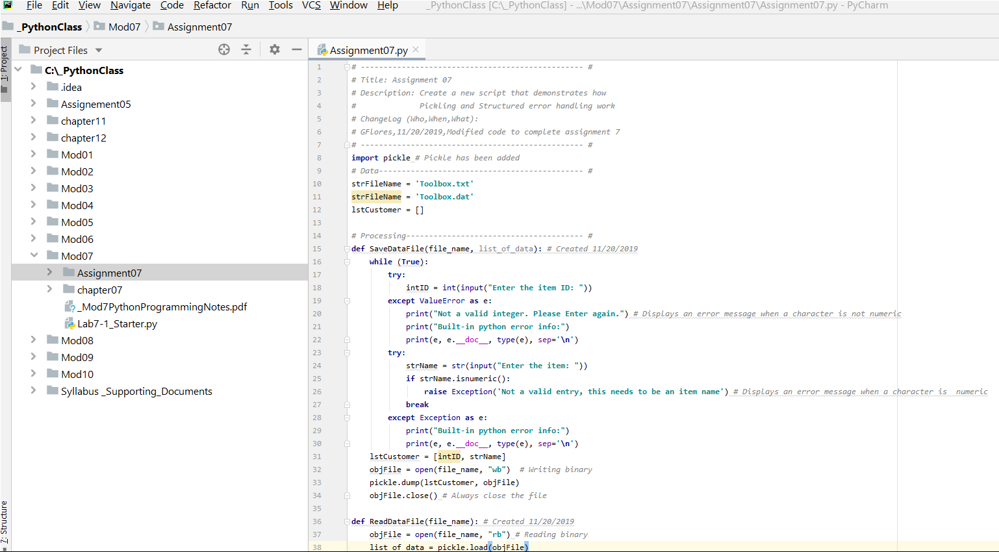 File Edit View Navigate Code Refactor Run Tools VCS Window Help _PythonClass [C:\_PythonClass] - ...\Mod07\Assignment07\Assignment07\Assignment07.py - PyCharm
_PythonClass Mod07 Assignment07
1: Project
Project Files
Assignment07.py
C:\_PythonClass
.idea
Assignement05
chapter11
chapter12
Mod01
Mod02
Mod03
Mod04
Mod05
Mod06
Mod07
Assignment07
chapter07
_Mod7PythonProgrammingNotes.pdf
Lab7-1_Starter.py
Mod08
Mod09
Mod10
Syllabus _Supporting_Documents
7: Structure
1 # ------------------------------------------------- #
2 # Title: Assignment 07
3 # Description: Create a new script that demonstrates how
4 #              Pickling and Structured error handling work
5 # ChangeLog (Who,When,What):
6 # GFlores,11/20/2019,Modified code to complete assignment 7
7 # ------------------------------------------------- #
8 import pickle # Pickle has been added
9 # Data--------------------------------------------- #
10 strFileName = 'Toolbox.txt'
11 strFileName = 'Toolbox.dat'
12 lstCustomer = []
13
14 # Processing--------------------------------------- #
15 def SaveDataFile(file_name, list_of_data): # Created 11/20/2019
16     while (True):
17         try:
18             intID = int(input("Enter the item ID: "))
19         except ValueError as e:
20             print("Not a valid integer. Please Enter again.") # Displays an error message when a character is not numeric
21             print("Built-in python error info:")
22             print(e, e.__doc__, type(e), sep='\n')
23         try:
24             strName = str(input("Enter the item: "))
25             if strName.isnumeric():
26                 raise Exception('Not a valid entry, this needs to be an item name') # Displays an error message when a character is  numeric
27             break
28         except Exception as e:
29             print("Built-in python error info:")
30             print(e, e.__doc__, type(e), sep='\n')
31     lstCustomer = [intID, strName]
32     objFile = open(file_name, "wb")  # Writing binary
33     pickle.dump(lstCustomer, objFile)
34     objFile.close() # Always close the file
35
36 def ReadDataFile(file_name): # Created 11/20/2019
37     objFile = open(file_name, "rb") # Reading binary
38     list of data = pickle.load(objFile)